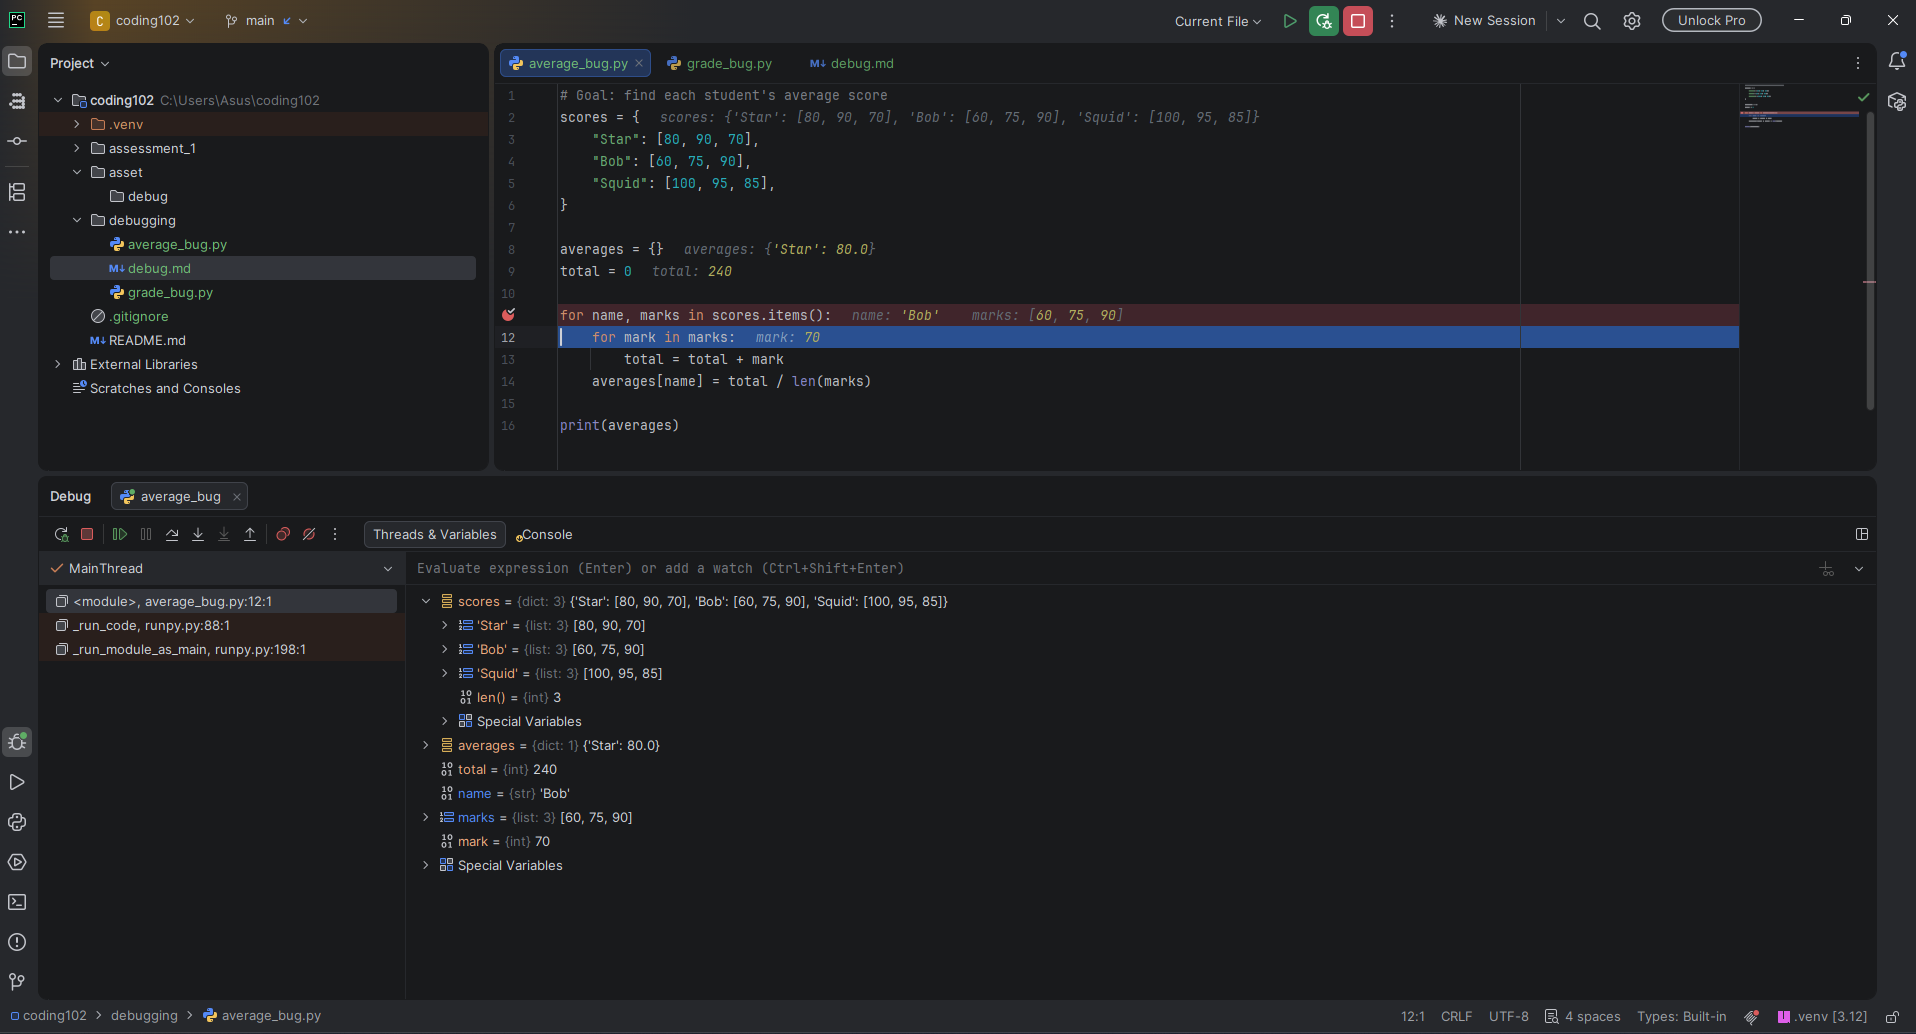 PC
C coding102
main
Current File
New Session
Unlock Pro
Project
coding102 C:\Users\Asus\coding102
.venv
assessment_1
asset
debug
debugging
average_bug.py
M↓ debug.md
grade_bug.py
.gitignore
M↓ README.md
External Libraries
Scratches and Consoles
average_bug.py
grade_bug.py
M↓ debug.md
1 # Goal: find each student's average score
2 scores = { scores: {'Star': [80, 90, 70], 'Bob': [60, 75, 90], 'Squid': [100, 95, 85]}
3 "Star": [80, 90, 70],
4 "Bob": [60, 75, 90],
5 "Squid": [100, 95, 85],
6 }
7
8 averages = {} averages: {'Star': 80.0}
9 total = 0 total: 240
10
for name, marks in scores.items(): name: 'Bob' marks: [60, 75, 90]
12 for mark in marks: mark: 70
13 total = total + mark
14 averages[name] = total / len(marks)
15
16 print(averages)
Debug
average_bug
Threads & Variables
Console
MainThread
<module>, average_bug.py:12:1
_run_code, runpy.py:88:1
_run_module_as_main, runpy.py:198:1
Evaluate expression (Enter) or add a watch (Ctrl+Shift+Enter)
scores = {dict: 3} {'Star': [80, 90, 70], 'Bob': [60, 75, 90], 'Squid': [100, 95, 85]}
'Star' = {list: 3} [80, 90, 70]
'Bob' = {list: 3} [60, 75, 90]
'Squid' = {list: 3} [100, 95, 85]
len() = {int} 3
Special Variables
averages = {dict: 1} {'Star': 80.0}
total = {int} 240
name = {str} 'Bob'
marks = {list: 3} [60, 75, 90]
mark = {int} 70
Special Variables
coding102 > debugging > average_bug.py
12:1
CRLF
UTF-8
4 spaces
Types: Built-in
.venv [3.12]